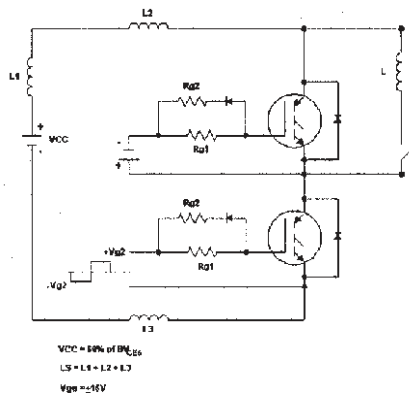 L2
L1
L
Rg2
Rg1
+
VCC
-
-
+
Rg2
+Vg2
Rg1
-Vg2
L3
VCC = 60% of BVCES
LS = L1 + L2 + L3
Vge = ±15V